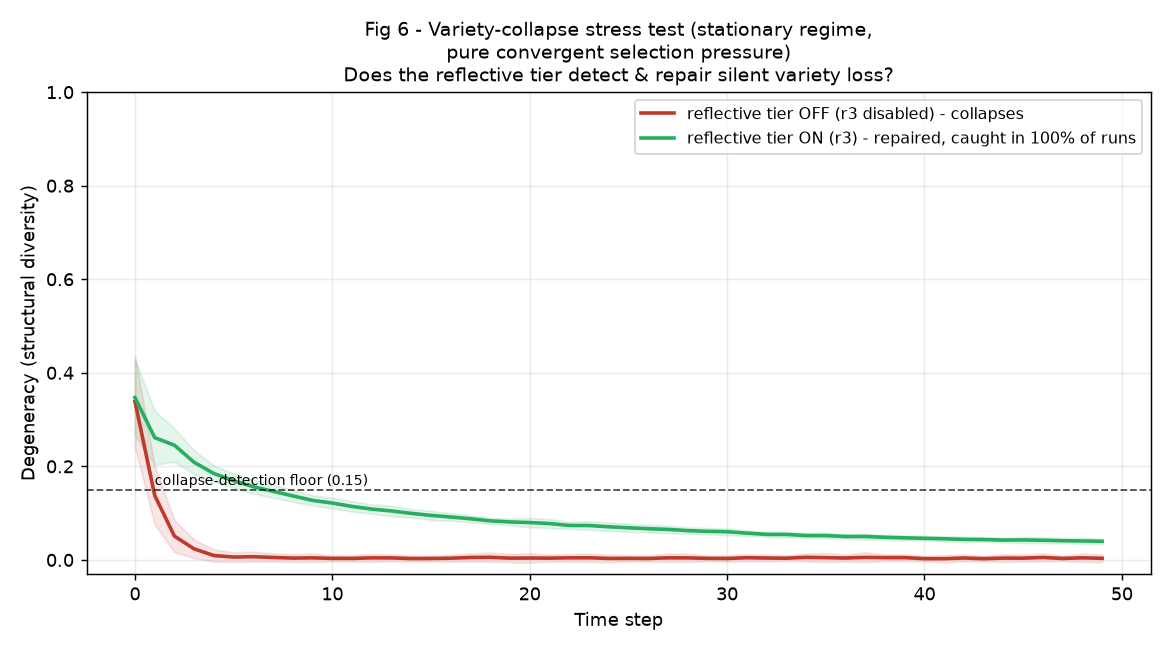 Fig 6 - Variety-collapse stress test (stationary regime,
pure convergent selection pressure)
Does the reflective tier detect & repair silent variety loss?
reflective tier OFF (r3 disabled) - collapses
reflective tier ON (r3) - repaired, caught in 100% of runs
Degeneracy (structural diversity)
1.0
0.8
0.6
0.4
0.2
0.0
collapse-detection floor (0.15)
0 10 20 30 40 50
Time step